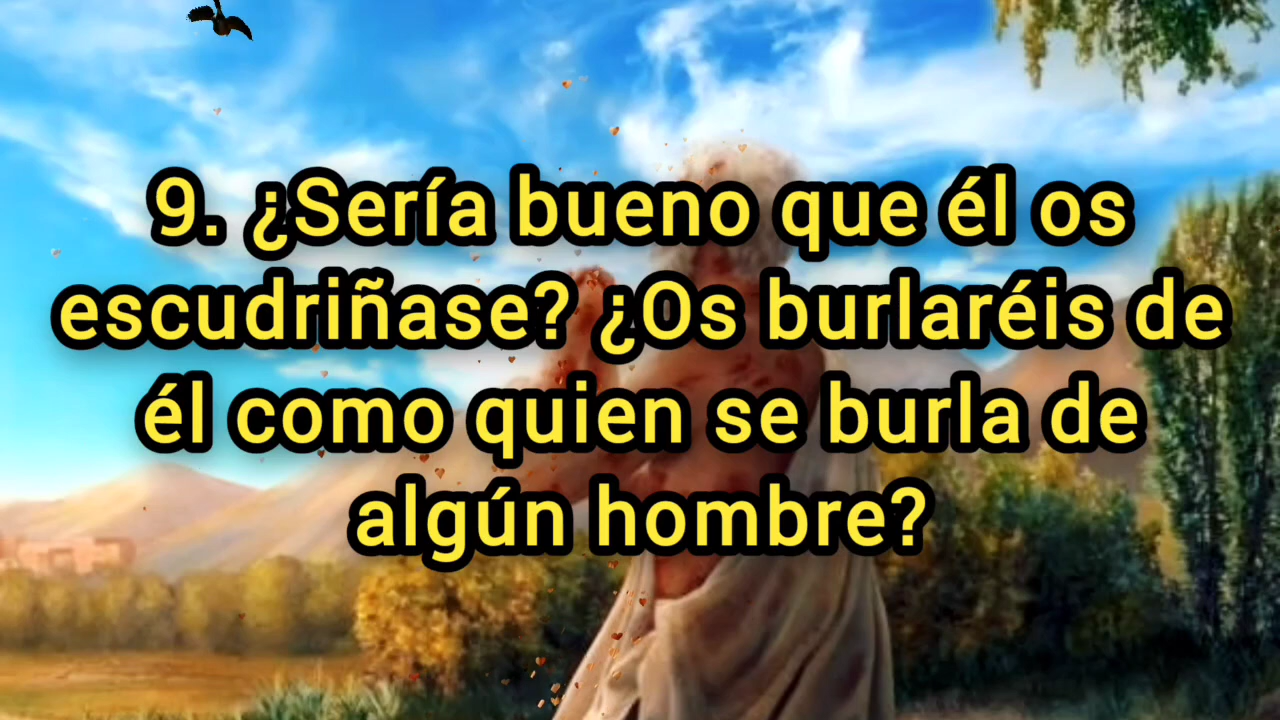 9. ¿Sería bueno que él os
escudriñase? ¿Os burlaréis de
él como quien se burla de
algún hombre?